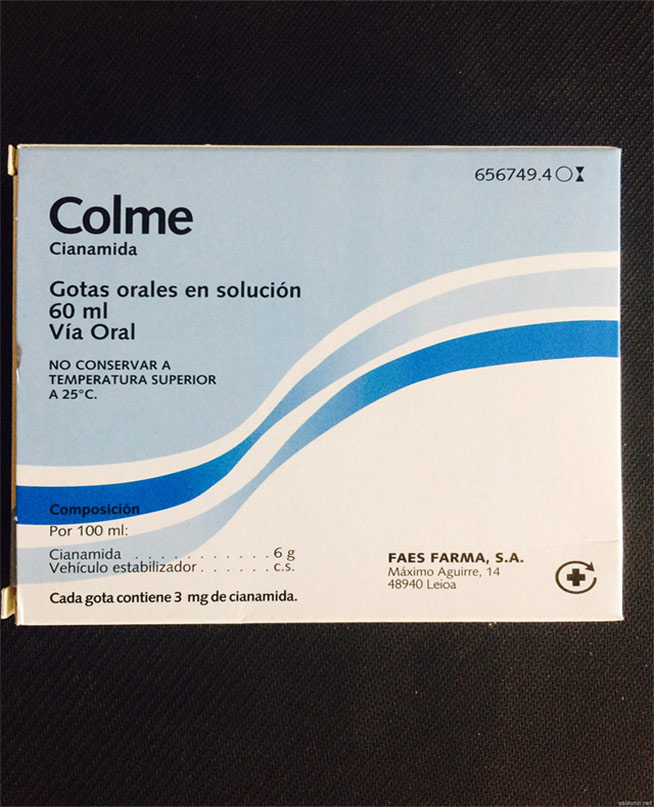 656749.4
Colme
Cianamida
Gotas orales en solución
60 ml
Vía Oral
NO CONSERVAR A
TEMPERATURA SUPERIOR
A 25°C.
Composición
Por 100 ml:
Cianamida . . . . . . . . . . . . 6 g
Vehículo estabilizador . . . . . . c.s.
Cada gota contiene 3 mg de cianamida.
FAES FARMA, S.A.
Máximo Aguirre, 14
48940 Leioa